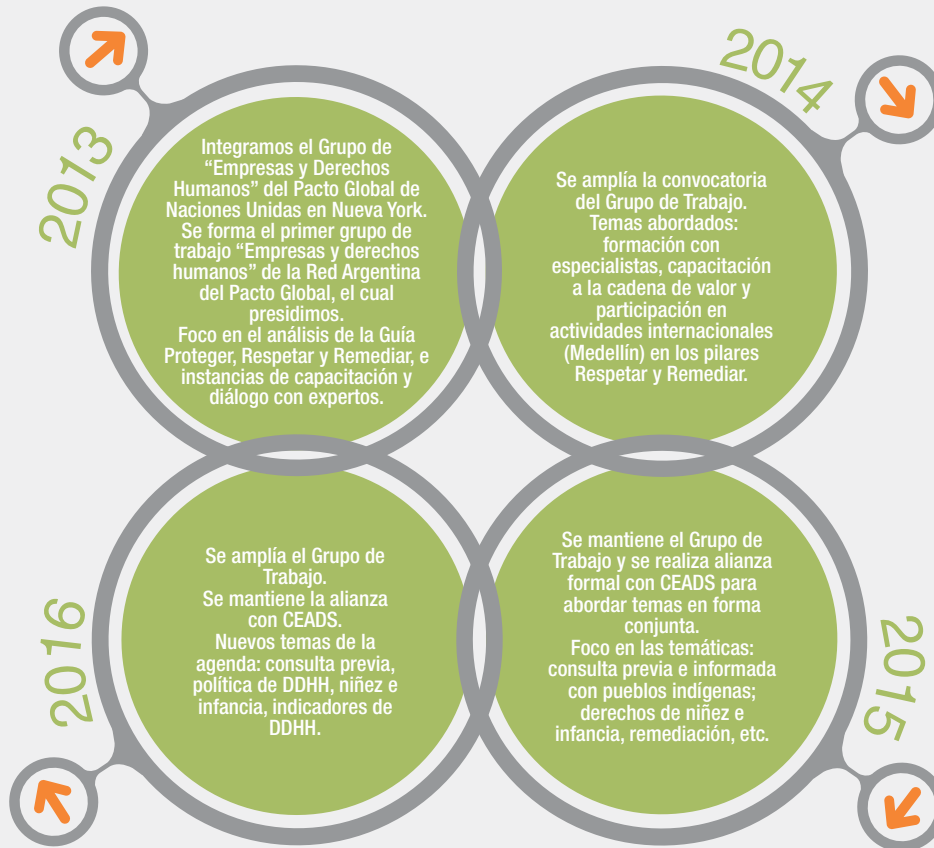 2013
Integramos el Grupo de
“Empresas y Derechos
Humanos” del Pacto Global de
Naciones Unidas en Nueva York.
Se forma el primer grupo de
trabajo “Empresas y derechos
humanos” de la Red Argentina
del Pacto Global, el cual
presidimos.
Foco en el análisis de la Guía
Proteger, Respetar y Remediar, e
instancias de capacitación y
diálogo con expertos.
2014
Se amplía la convocatoria
del Grupo de Trabajo.
Temas abordados:
formación con
especialistas, capacitación
a la cadena de valor y
participación en
actividades internacionales
(Medellín) en los pilares
Respetar y Remediar.
2015
Se mantiene el Grupo de
Trabajo y se realiza alianza
formal con CEADS para
abordar temas en forma
conjunta.
Foco en las temáticas:
consulta previa e informada
con pueblos indígenas;
derechos de niñez e
infancia, remediación, etc.
2016
Se amplía el Grupo de
Trabajo.
Se mantiene la alianza
con CEADS.
Nuevos temas de la
agenda: consulta previa,
política de DDHH, niñez e
infancia, indicadores de
DDHH.